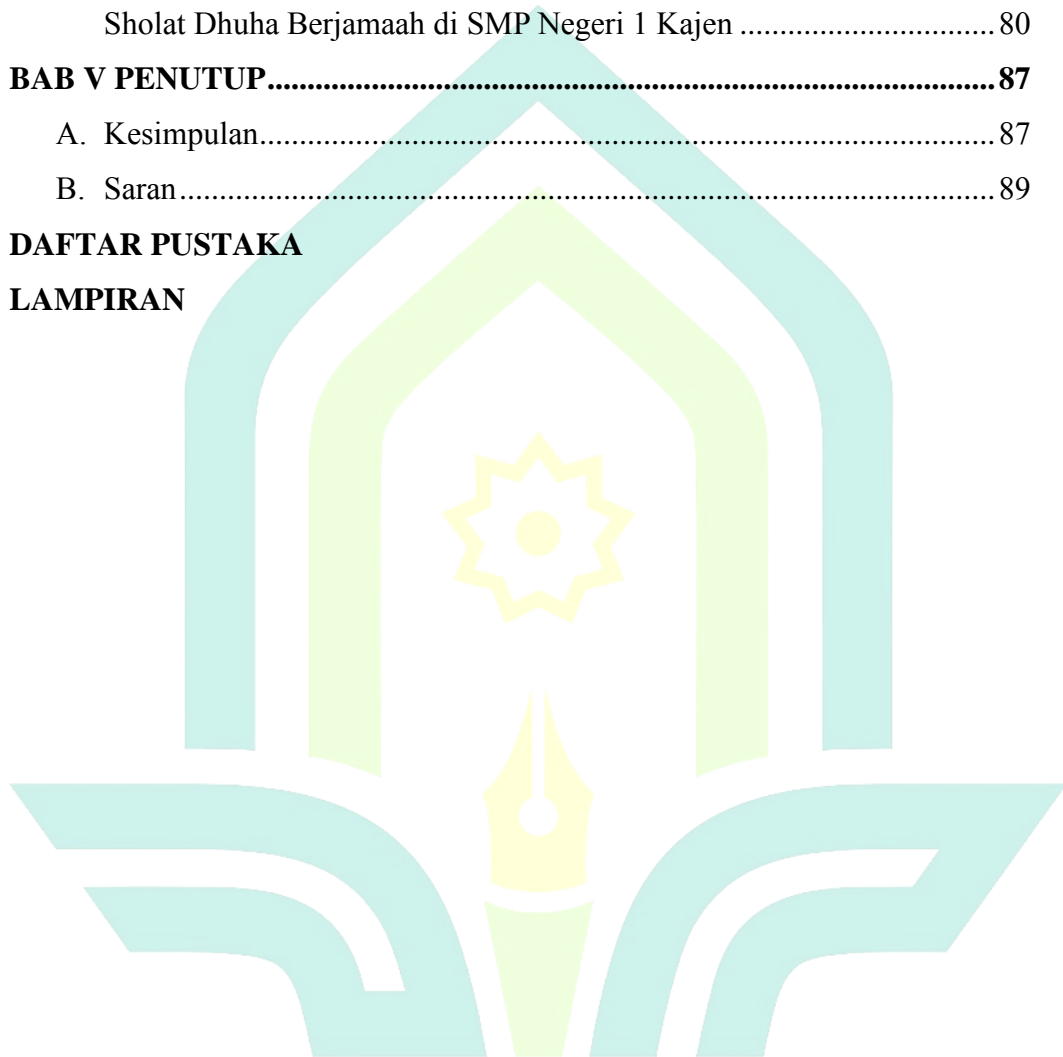 Sholat Dhuha Berjamaah di SMP Negeri 1 Kajen ................................ 80
BAB V PENUTUP............................................................................................. 87
A. Kesimpulan............................................................................................. 87
B. Saran....................................................................................................... 89
DAFTAR PUSTAKA
LAMPIRAN